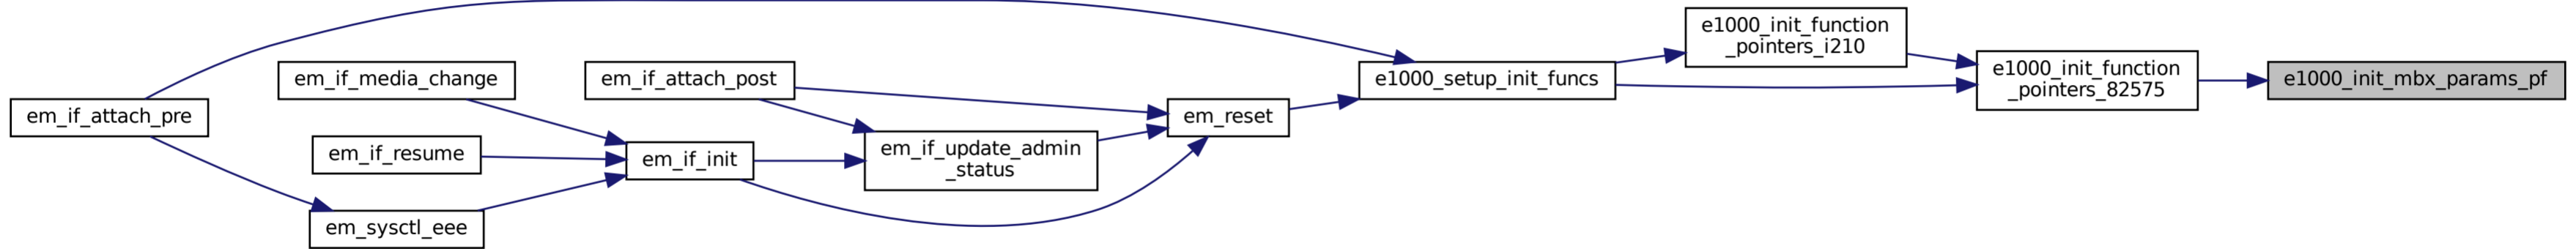 em_if_attach_pre
em_if_media_change
em_if_resume
em_sysctl_eee
em_if_attach_post
em_if_init
em_if_update_admin
_status
em_reset
e1000_setup_init_funcs
e1000_init_function
_pointers_i210
e1000_init_function
_pointers_82575
e1000_init_mbx_params_pf